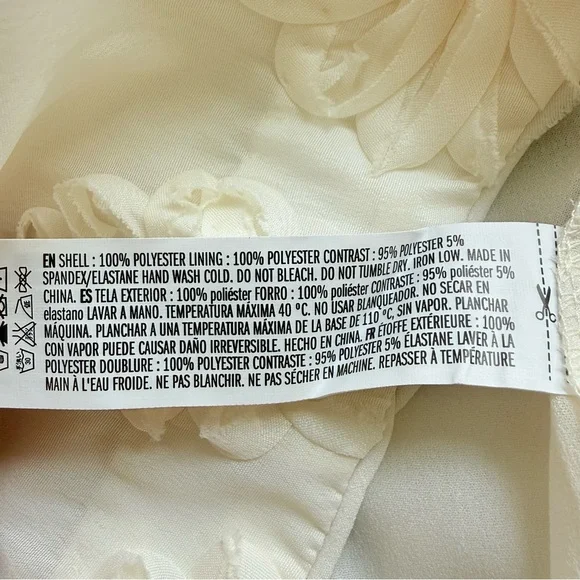 EN SHELL : 100% POLYESTER LINING : 100% POLYESTER CONTRAST : 95% POLYESTER 5%
SPANDEX/ELASTANE HAND WASH COLD. DO NOT BLEACH. DO NOT TUMBLE DRY. IRON LOW. MADE IN
CHINA. ES TELA EXTERIOR : 100% poliéster FORRO : 100% poliéster CONTRASTE : 95% poliéster 5%
elastano LAVAR A MANO. TEMPERATURA MÁXIMA 40 °C. NO USAR BLANQUEADOR. NO SECAR EN
MÁQUINA. PLANCHAR A UNA TEMPERATURA MÁXIMA DE LA BASE DE 110 °C, SIN VAPOR. PLANCHAR
CON VAPOR PUEDE CAUSAR DAÑO IRREVERSIBLE. HECHO EN CHINA. FR ÉTOFFE EXTÉRIEURE : 100%
POLYESTER DOUBLURE : 100% POLYESTER CONTRASTE : 95% POLYESTER 5% ÉLASTANE LAVER À LA
MAIN À L'EAU FROIDE. NE PAS BLANCHIR. NE PAS SÉCHER EN MACHINE. REPASSER À TEMPÉRATURE